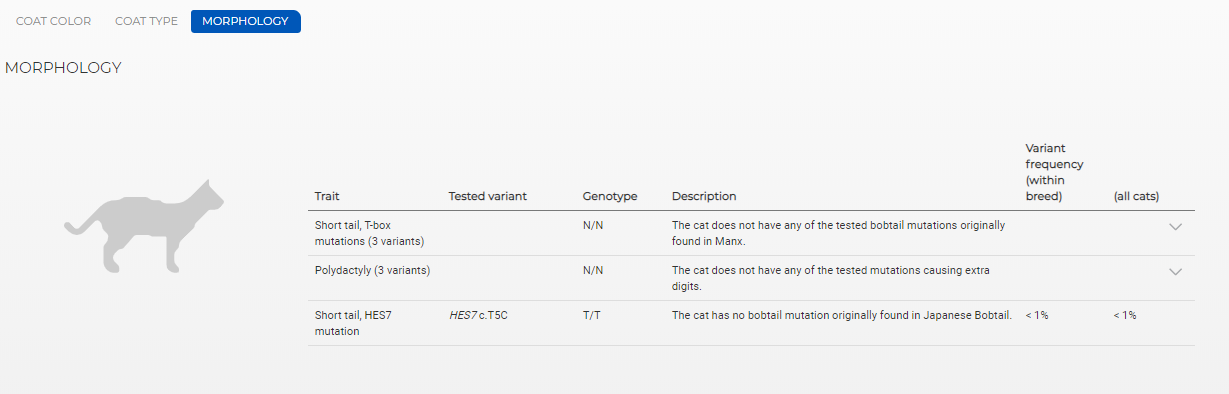 COAT COLOR COAT TYPE MORPHOLOGY
MORPHOLOGY
Variant
frequency
(within
Trait Tested variant Genotype Description breed) (all cats)
Short tail, T-box N/N The cat does not have any of the tested bobtail mutations originally
mutations (3 variants) found in Manx.
Polydactyly (3 variants) N/N The cat does not have any of the tested mutations causing extra
digits.
Short tail, HES7 HES7 c.T5C T/T The cat has no bobtail mutation originally found in Japanese Bobtail. < 1% < 1%
mutation